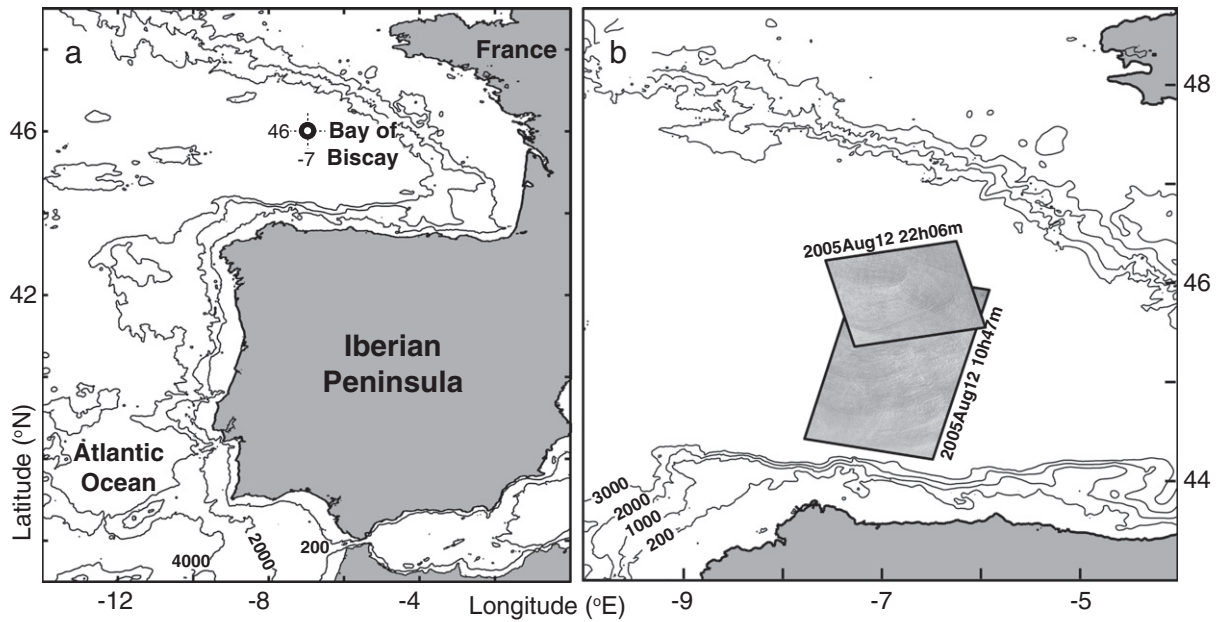 a
France
46
Bay of
-7
Biscay
46
42
Iberian
Peninsula
Atlantic
Ocean
Latitude (°N)
4000
2000
200
-12
-8
-4
Longitude (°E)
b
48
2005Aug12 22h06m
46
2005Aug12 10h47m
44
3000
20000
1000
200
-9
-7
-5